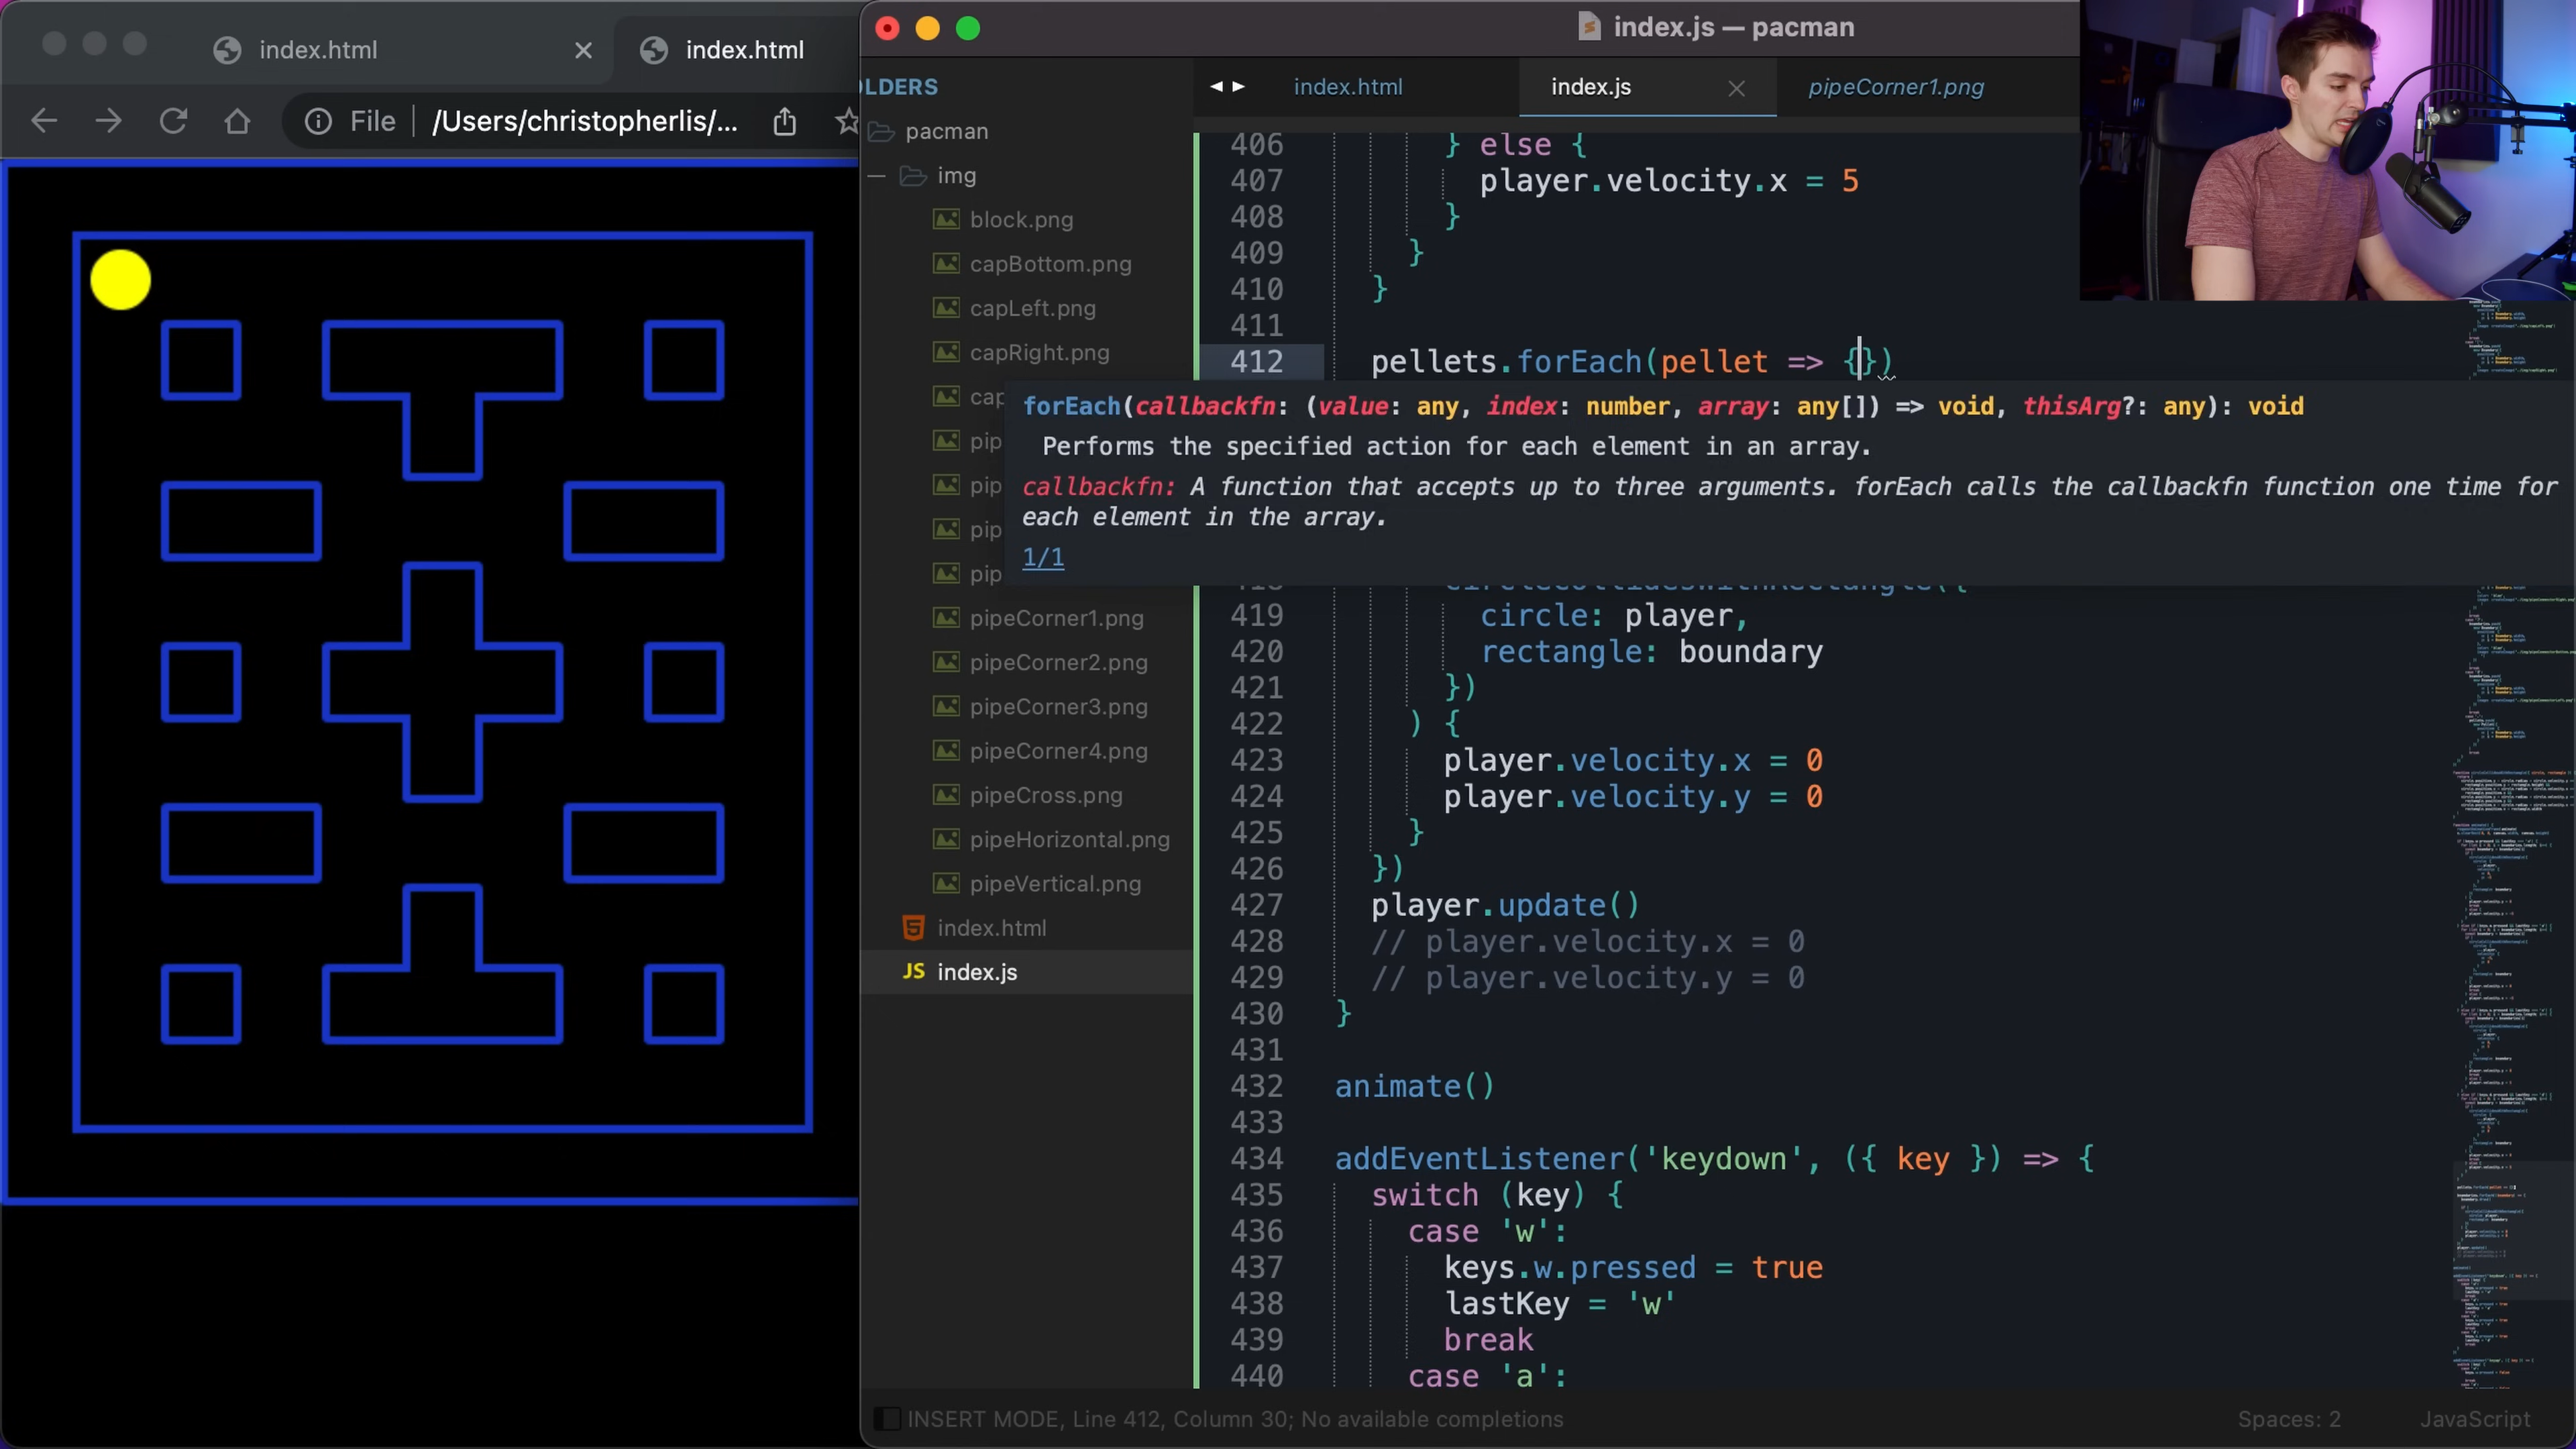 index.html
index.html
File
/Users/christopherlis/...
index.js — pacman
OLDERS
pacman
img
block.png
capBottom.png
capLeft.png
capRight.png
cap
pip
pip
pip
pip
pipeCorner1.png
pipeCorner2.png
pipeCorner3.png
pipeCorner4.png
pipeCross.png
pipeHorizontal.png
pipeVertical.png
index.html
JS index.js
index.html
index.js
pipeCorner1.png
406 } else {
407 player.velocity.x = 5
408 }
409 }
410 }
411
412 pellets.forEach(pellet => {})
forEach(callbackfn: (value: any, index: number, array: any[]) => void, thisArg?: any): void
Performs the specified action for each element in an array.
callbackfn: A function that accepts up to three arguments. forEach calls the callbackfn function one time for
each element in the array.
1/1
419 circle: player,
420 rectangle: boundary
421 })
422 ) {
423 player.velocity.x = 0
424 player.velocity.y = 0
425 }
426 })
427 player.update()
428 // player.velocity.x = 0
429 // player.velocity.y = 0
430 }
431
432 animate()
433
434 addEventListener('keydown', ({ key }) => {
435 switch (key) {
436 case 'w':
437 keys.w.pressed = true
438 lastKey = 'w'
439 break
440 case 'a':
INSERT MODE, Line 412, Column 30; No available completions
Spaces: 2
JavaScript